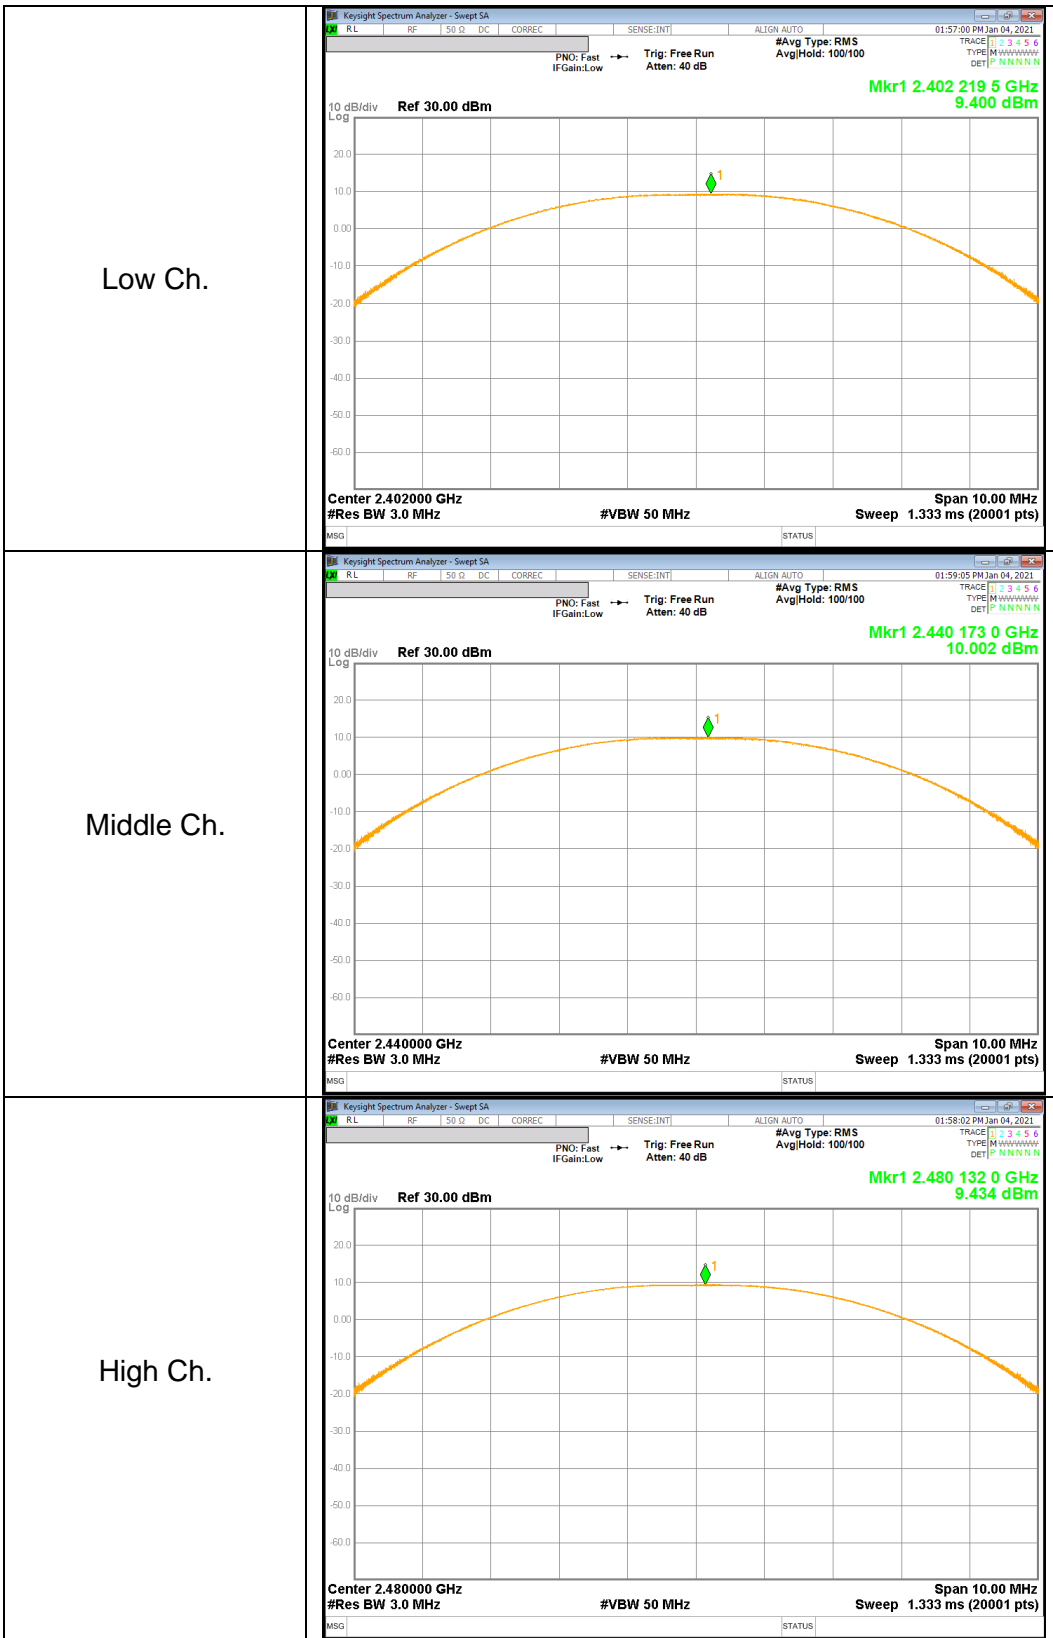 Low Ch.
Keysight Spectrum Analyzer - Swept SA
RL RF 50 Ω DC CORREC SENSE:INT ALIGN AUTO 01:57:00 PM Jan 04, 2021
#Avg Type: RMS TRACE 1 2 3 4 5 6
PNO: Fast Trig: Free Run Avg|Hold: 100/100 TYPE M WWWWW
IFGain:Low Atten: 40 dB DET P N N N N N
Mkr1 2.402 219 5 GHz
9.400 dBm
10 dB/div Ref 30.00 dBm
Log
20.0
10.0
0.00
-10.0
-20.0
-30.0
-40.0
-50.0
-60.0
1
Center 2.402000 GHz Span 10.00 MHz
#Res BW 3.0 MHz #VBW 50 MHz Sweep 1.333 ms (20001 pts)
MSG STATUS
Middle Ch.
Keysight Spectrum Analyzer - Swept SA
RL RF 50 Ω DC CORREC SENSE:INT ALIGN AUTO 01:59:05 PM Jan 04, 2021
#Avg Type: RMS TRACE 1 2 3 4 5 6
PNO: Fast Trig: Free Run Avg|Hold: 100/100 TYPE M WWWWW
IFGain:Low Atten: 40 dB DET P N N N N N
Mkr1 2.440 173 0 GHz
10.002 dBm
10 dB/div Ref 30.00 dBm
Log
20.0
10.0
0.00
-10.0
-20.0
-30.0
-40.0
-50.0
-60.0
1
Center 2.440000 GHz Span 10.00 MHz
#Res BW 3.0 MHz #VBW 50 MHz Sweep 1.333 ms (20001 pts)
MSG STATUS
High Ch.
Keysight Spectrum Analyzer - Swept SA
RL RF 50 Ω DC CORREC SENSE:INT ALIGN AUTO 01:58:02 PM Jan 04, 2021
#Avg Type: RMS TRACE 1 2 3 4 5 6
PNO: Fast Trig: Free Run Avg|Hold: 100/100 TYPE M WWWWW
IFGain:Low Atten: 40 dB DET P N N N N N
Mkr1 2.480 132 0 GHz
9.434 dBm
10 dB/div Ref 30.00 dBm
Log
20.0
10.0
0.00
-10.0
-20.0
-30.0
-40.0
-50.0
-60.0
1
Center 2.480000 GHz Span 10.00 MHz
#Res BW 3.0 MHz #VBW 50 MHz Sweep 1.333 ms (20001 pts)
MSG STATUS